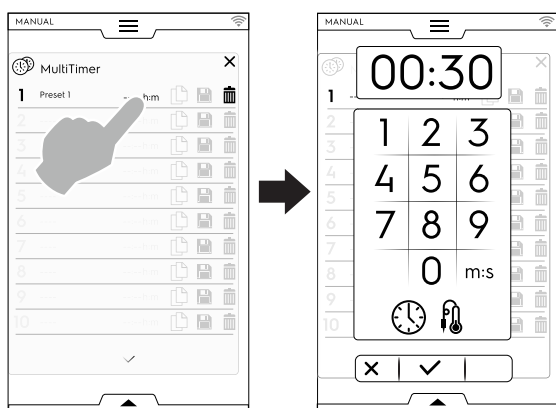 MANUAL
MultiTimer
1 Preset 1 --:-- h:m
2 --:-- h:m
3
4
5
6 --:-- h:m
7 --:-- h:m
8 --:-- h:m
9 --:-- h:m
10 --:-- h:m
MANUAL
00:30
1
2
3
4
5
6
7
8
9
10
1 2 3
4 5 6
7 8 9
0 m:s